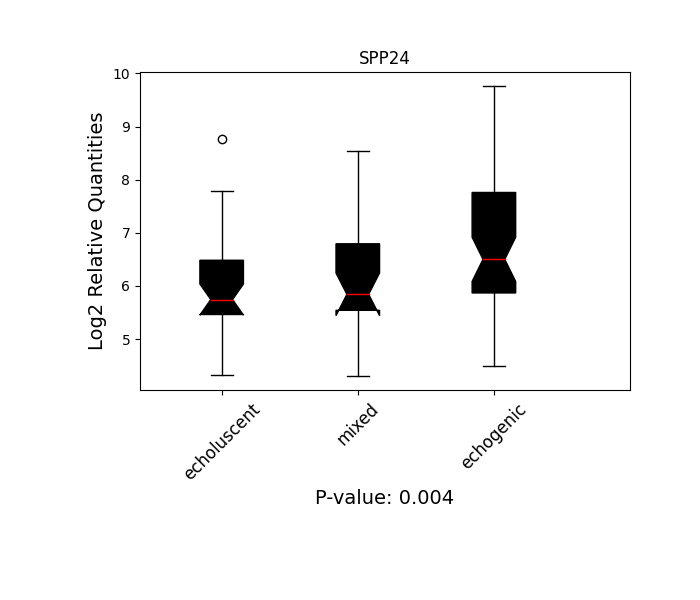 SPP24
Log2 Relative Quantities
10
9
8
7
6
5
echoluscent
mixed
echogenic
P-value: 0.004